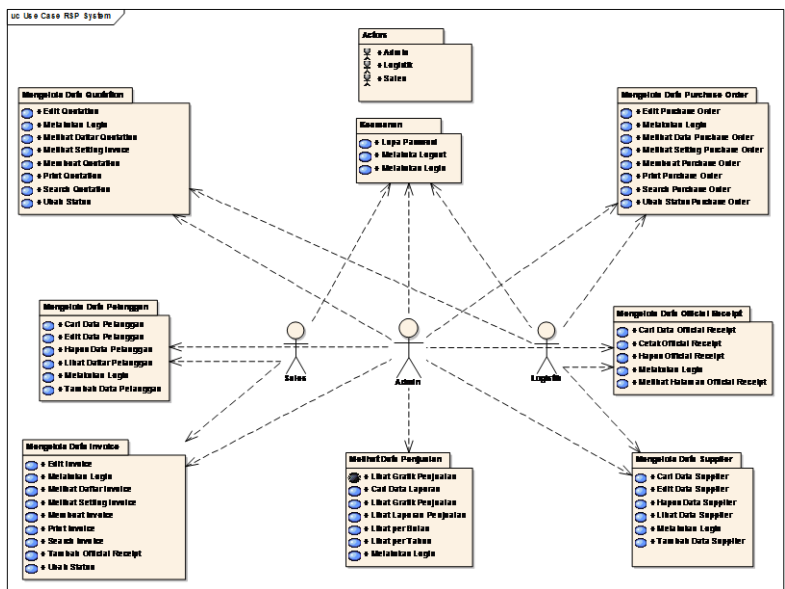 uc Use Case RSP System
Actors
+ Admin
+ Logistik
+ Sales
Mengelola Data Quotation
+ Edit Quotation
+ Melakukan Login
+ Melihat Daftar Quotation
+ Melihat Setting Invoice
+ Membuat Quotation
+ Print Quotation
+ Search Quotation
+ Ubah Status
Keamanan
+ Lupa Password
+ Melakuka Logout
+ Melakukan Login
Mengelola Data Purchase Order
+ Edit Purchase Order
+ Melakukan Login
+ Melihat Data Purchase Order
+ Melihat Setting Purchase Order
+ Membuat Purchase Order
+ Print Purchase Order
+ Search Purchase Order
+ Ubah Status Purchase Order
Mengelola Data Pelanggan
+ Cari Data Pelanggan
+ Edit Data Pelanggan
+ Hapus Data Pelanggan
+ Lihat Daftar Pelanggan
+ Melakukan Login
+ Tambah Data Pelanggan
Sales
Admin
Logistik
Mengelola Data Official Receipt
+ Cari Data Official Receipt
+ Cetak Official Receipt
+ Hapus Official Receipt
+ Melakukan Login
+ Melihat Halaman Official Receipt
Mengelola Data Invoice
+ Edit Invoice
+ Melakukan Login
+ Melihat Daftar Invoice
+ Melihat Setting Invoice
+ Membuat Invoice
+ Print Invoice
+ Search Invoice
+ Tambah Official Receipt
+ Ubah Status
Melihat Data Penjualan
+ Lihat Grafik Penjualan
+ Cari Data Laporan
+ Lihat Grafik Penjualan
+ Lihat Laporan Penjualan
+ Lihat per Bulan
+ Lihat per Tahun
+ Melakukan Login
Mengelola Data Supplier
+ Cari Data Supplier
+ Edit Data Supplier
+ Hapus Data Supplier
+ Lihat Data Supplier
+ Melakukan Login
+ Tambah Data Supplier